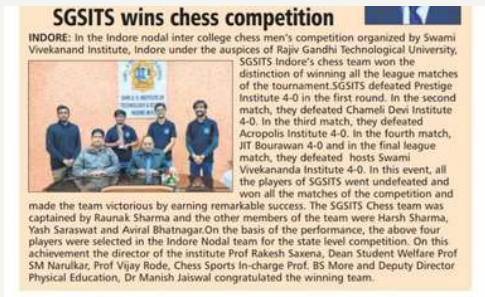 SGSITS wins chess competition
INDORE: In the Indore nodal inter college chess men's competition organized by Swami
Vivekanand Institute, Indore under the auspices of Rajiv Gandhi Technological University,
SGSITS Indore's chess team won the
distinction of winning all the league matches
of the tournament.SGSITS defeated Prestige
Institute 4-0 in the first round. In the second
match, they defeated Chameli Devi Institute
4-0. In the third match, they defeated
Acropolis Institute 4-0. In the fourth match,
JIT Bourawan 4-0 and in the final league
match, they defeated hosts Swami
Vivekananda Institute 4-0. In this event, all
the players of SGSITS went undefeated and
won all the matches of the competition and
made the team victorious by earning remarkable success. The SGSITS Chess team was
captained by Raunak Sharma and the other members of the team were Harsh Sharma,
Yash Saraswat and Aviral Bhatnagar.On the basis of the performance, the above four
players were selected in the Indore Nodal team for the state level competition. On this
achievement the director of the institute Prof Rakesh Saxena, Dean Student Welfare Prof
SM Narulkar, Prof Vijay Rode, Chess Sports In-charge Prof. BS More and Deputy Director
Physical Education, Dr Manish Jaiswal congratulated the winning team.